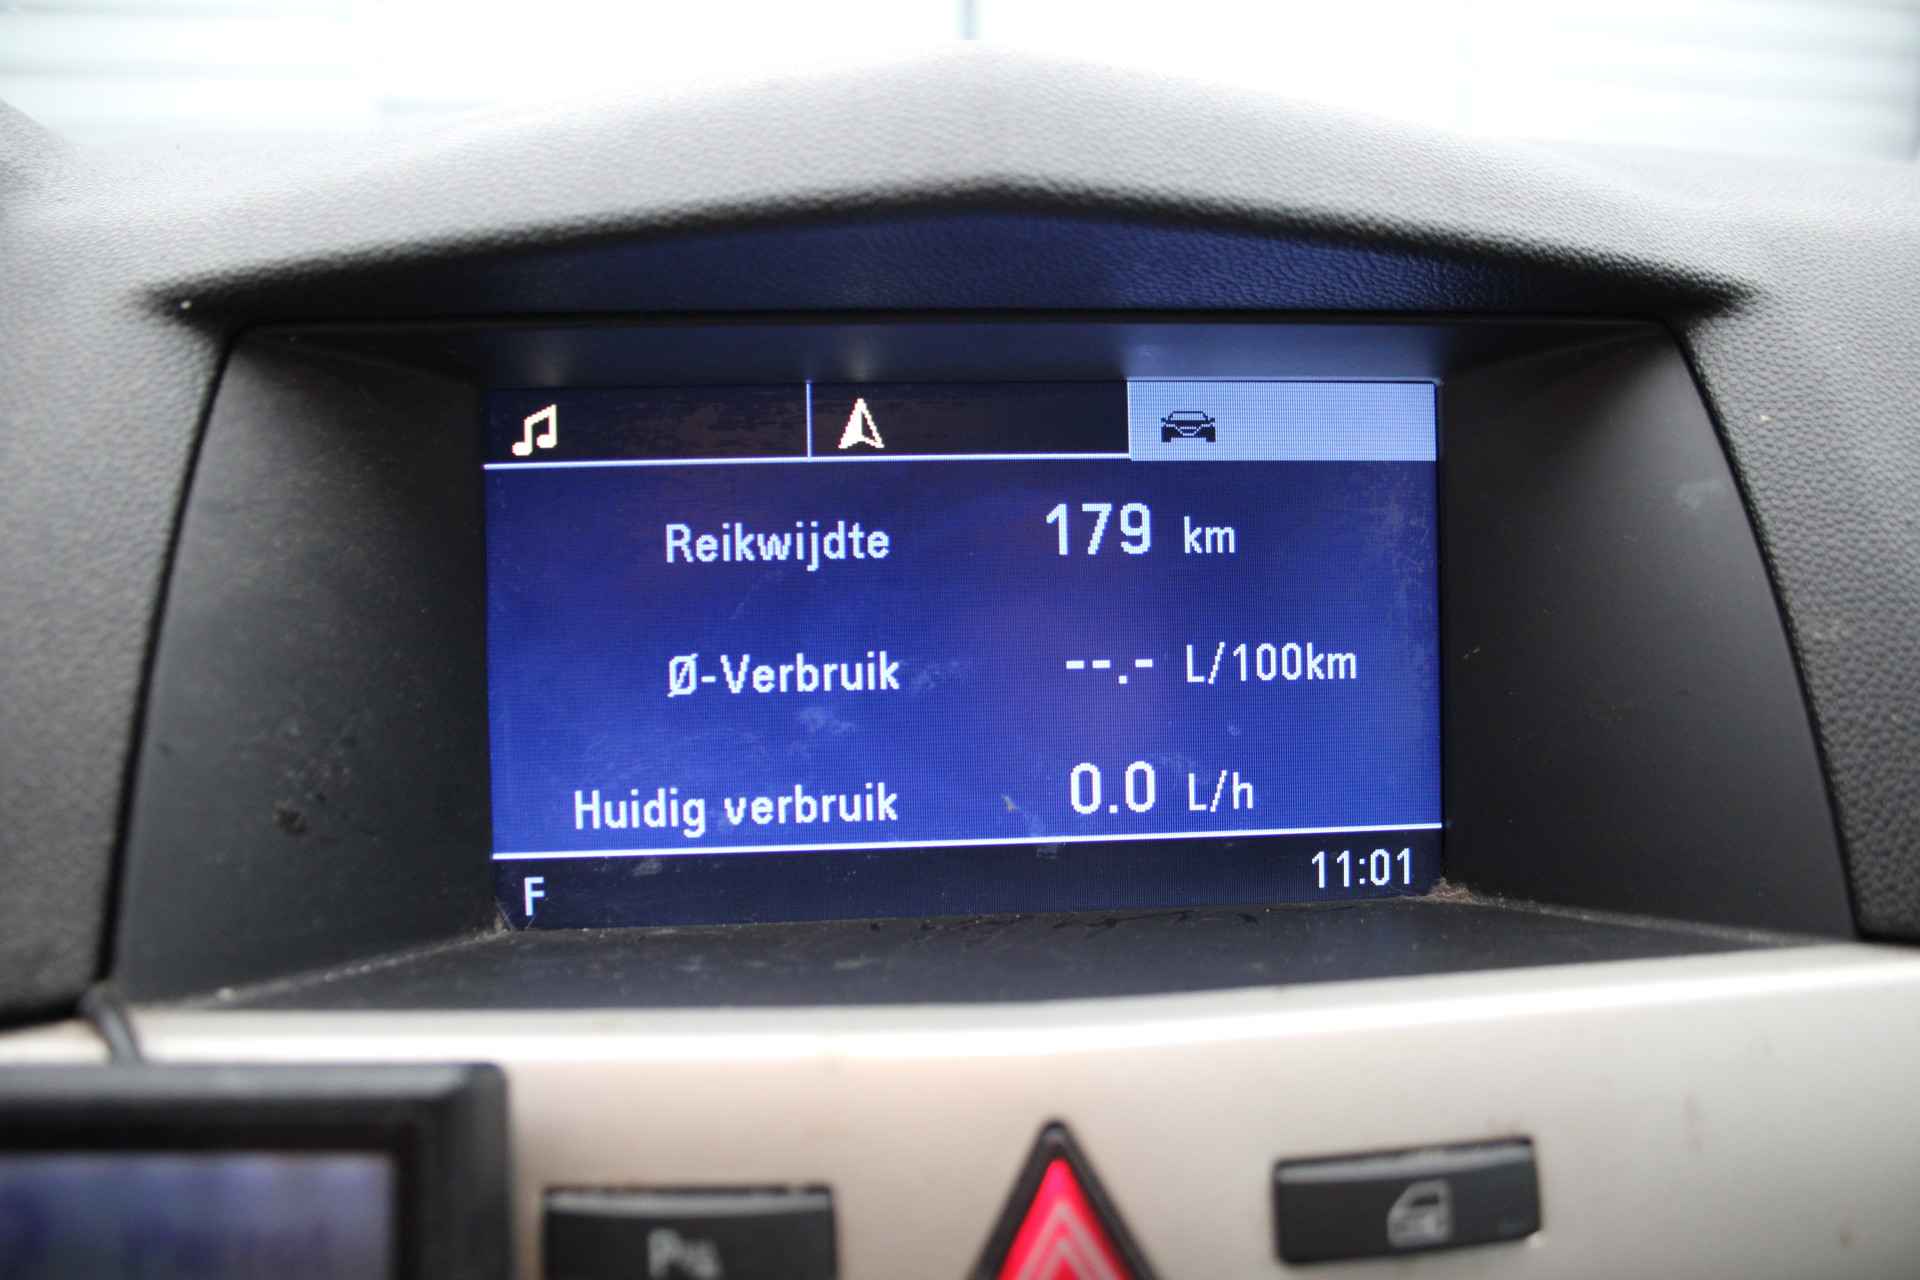 Reikwijdte 179 km
Ø-Verbruik --.- L/100km
Huidig verbruik 0.0 L/h
F 11:01